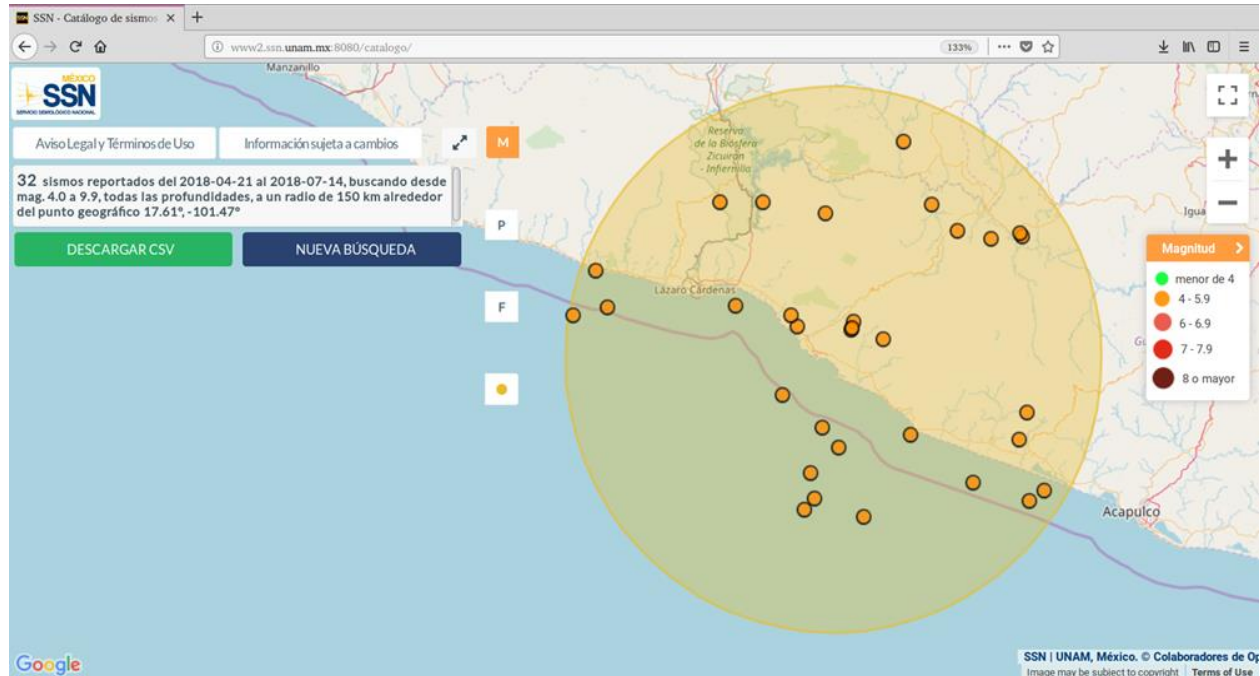 SSN - Catálogo de sismos
www2.ssn.unam.mx:8080/catalogo/
133%
MÉXICO
SSN
SERVICIO SISMOLÓGICO NACIONAL
Aviso Legal y Términos de Uso
Información sujeta a cambios
32 sismos reportados del 2018-04-21 al 2018-07-14, buscando desde
mag. 4.0 a 9.9, todas las profundidades, a un radio de 150 km alrededor
del punto geográfico 17.61º, -101.47º
DESCARGAR CSV
NUEVA BÚSQUEDA
M
P
F
Manzanillo
Reserva
de la Biósfera
Zicuirán
- Infiernillo
Lázaro Cárdenas
Acapulco
Magnitud
menor de 4
4 - 5.9
6 - 6.9
7 - 7.9
8 o mayor
Google
SSN | UNAM, México. © Colaboradores de Op
Image may be subject to copyright
Terms of Use